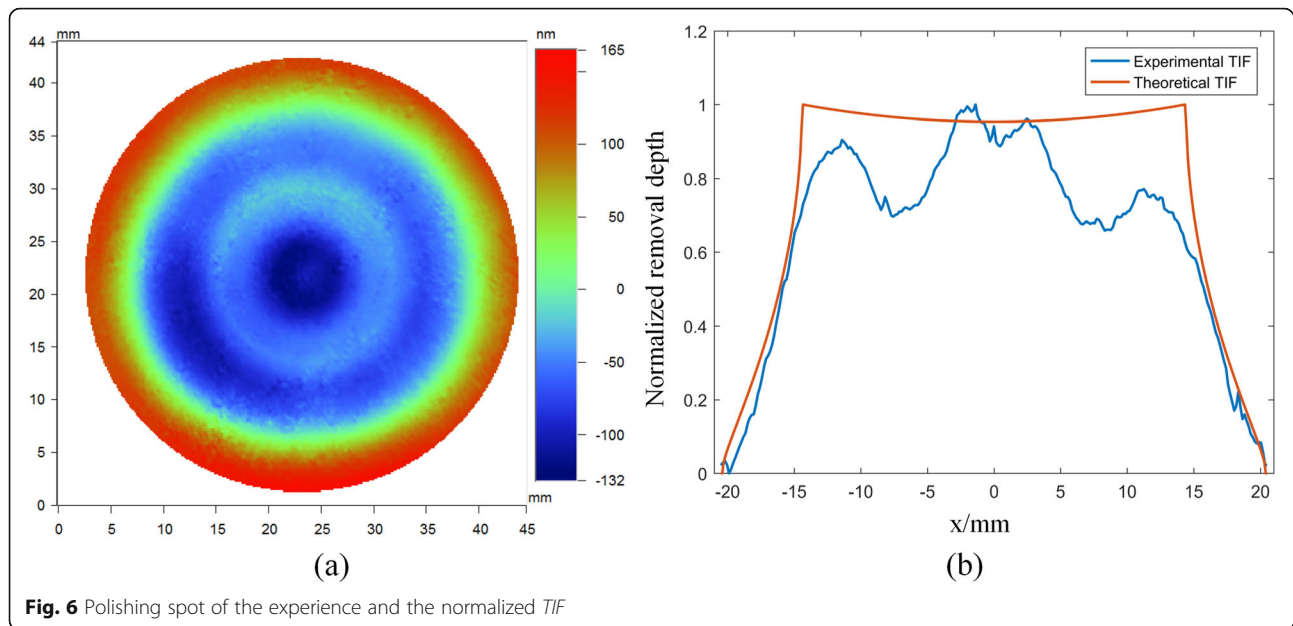 mm
nm
44
40
35
30
25
20
15
10
5
0
0 5 10 15 20 25 30 35 40 45
mm
165
100
50
0
-50
-100
-132
(a)
1.2
1
0.8
0.6
0.4
0.2
0
Normalized removal depth
Experimental TIF
Theoretical TIF
-20 -15 -10 -5 0 5 10 15 20
x/mm
(b)
Fig. 6 Polishing spot of the experience and the normalized TIF